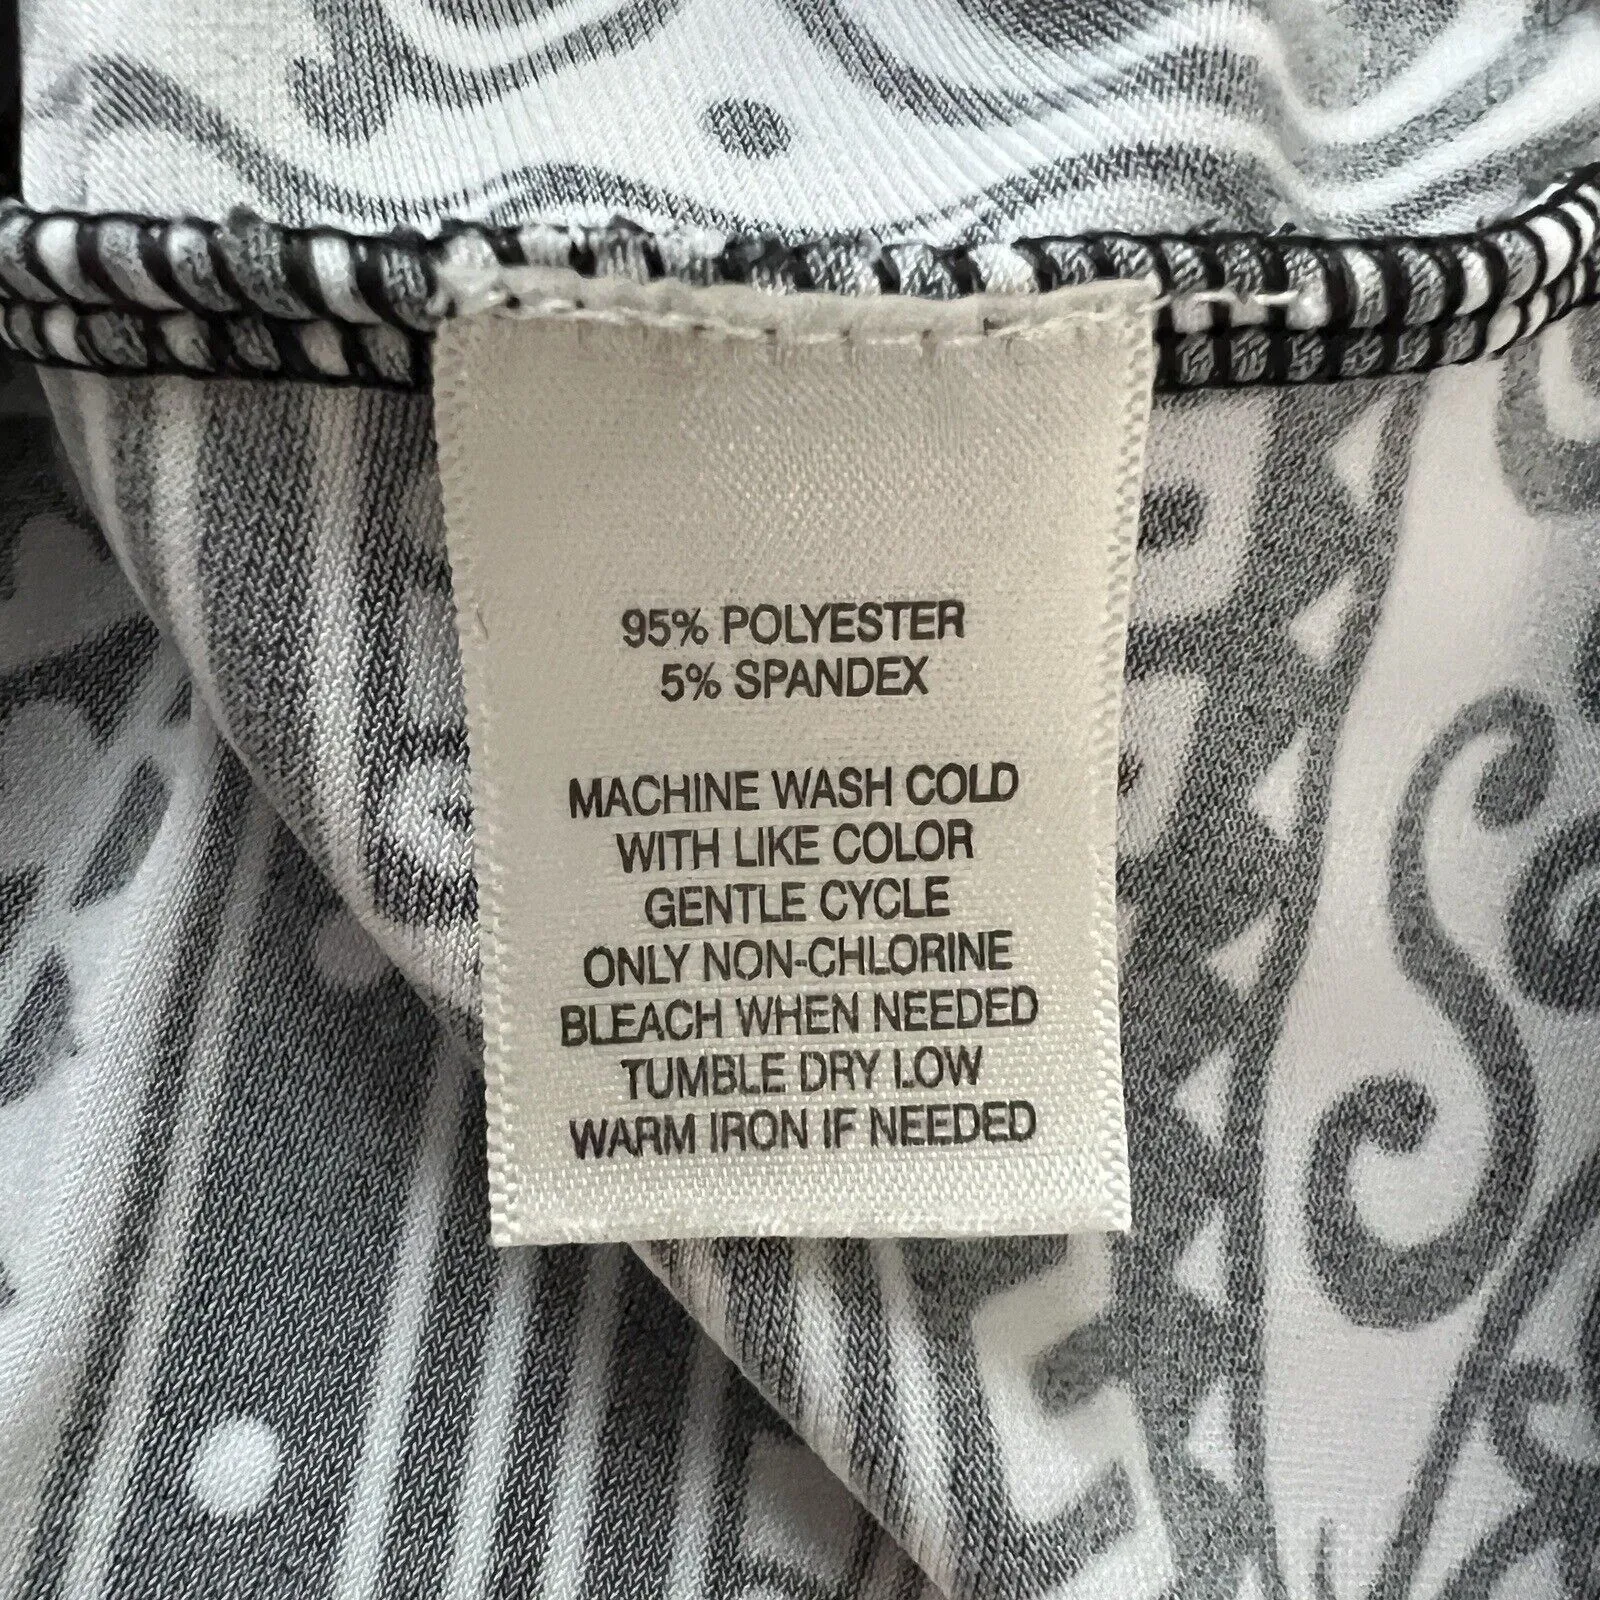 95% POLYESTER
5% SPANDEX
MACHINE WASH COLD
WITH LIKE COLOR
GENTLE CYCLE
ONLY NON-CHLORINE
BLEACH WHEN NEEDED
TUMBLE DRY LOW
WARM IRON IF NEEDED